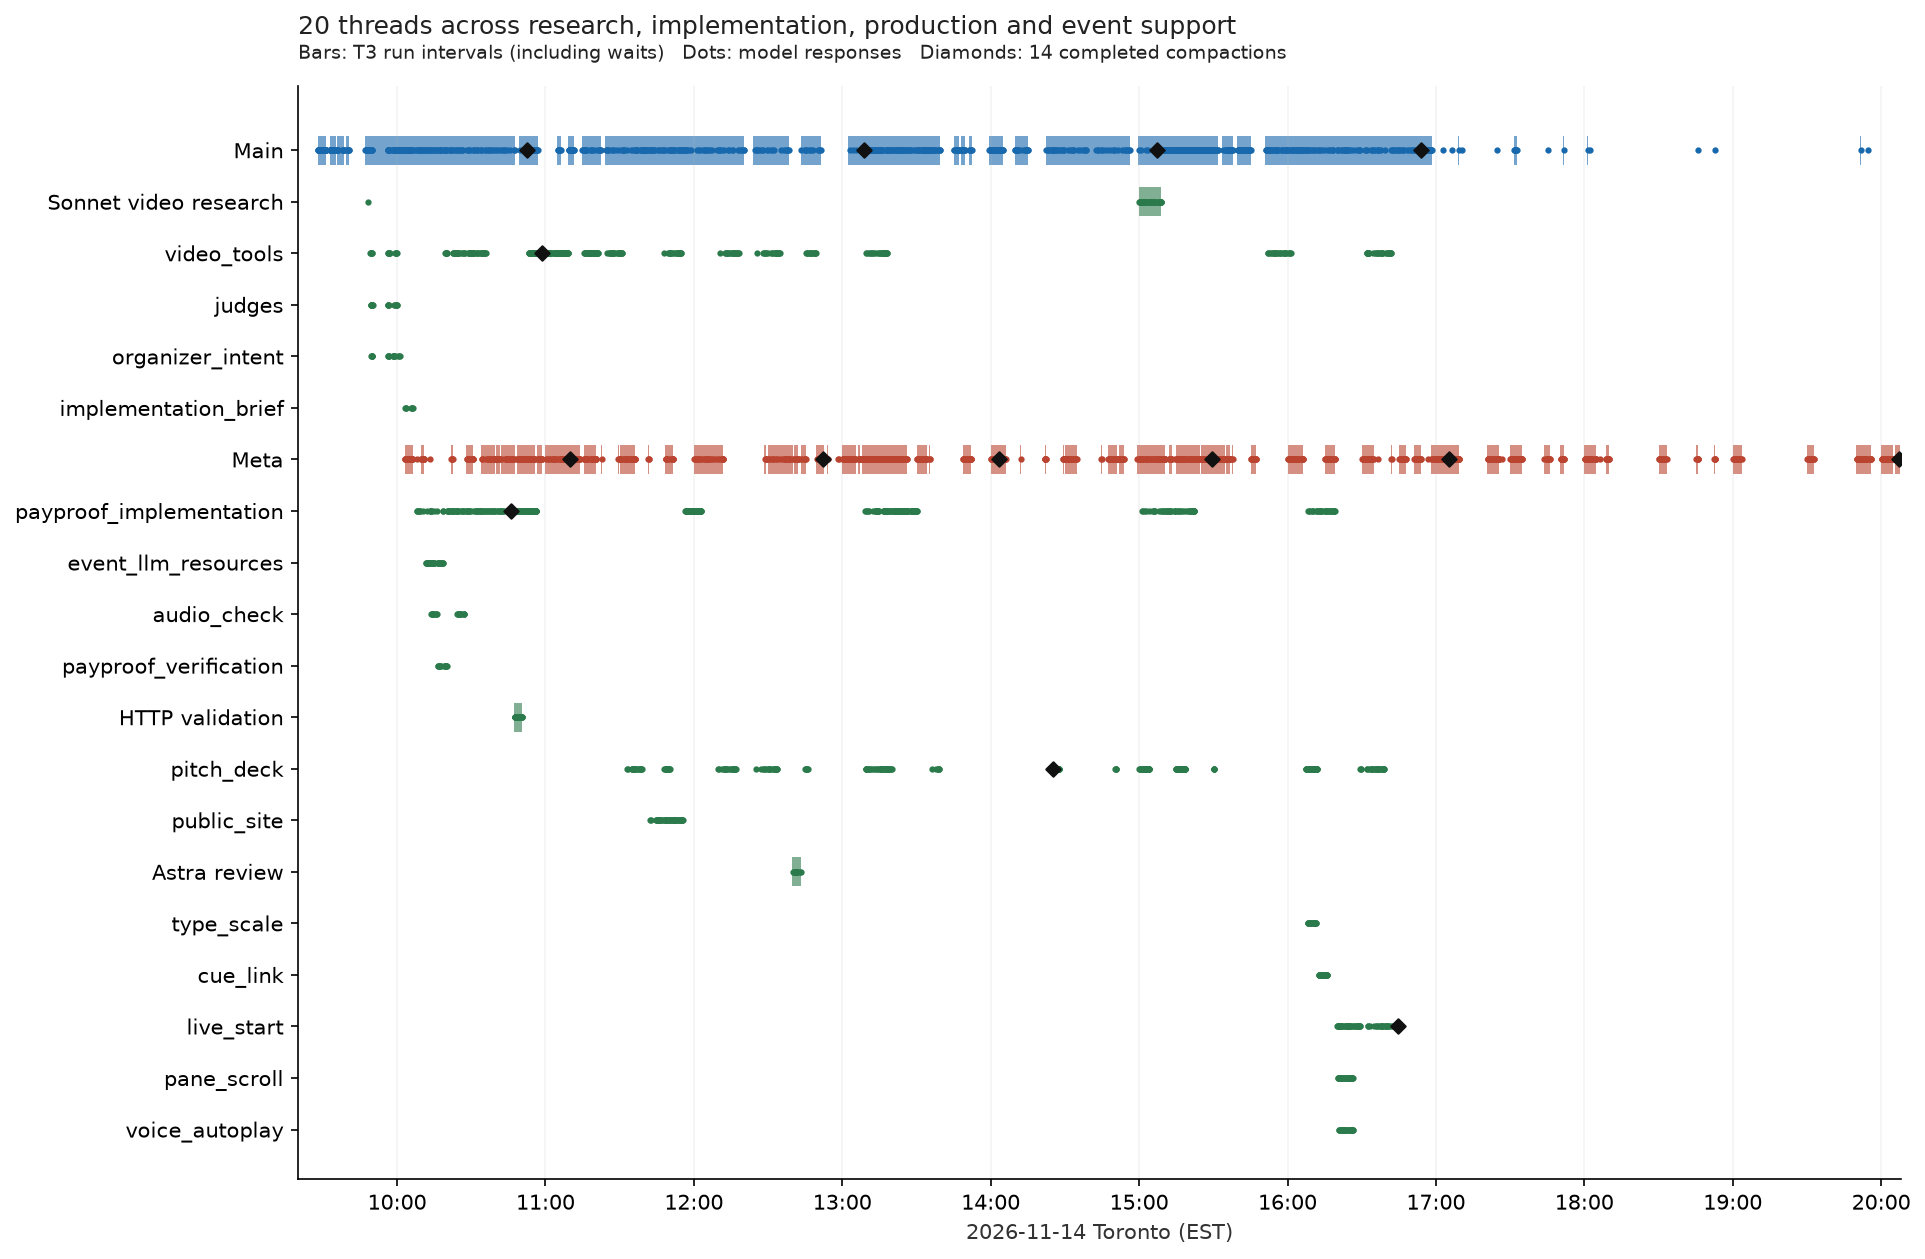 20 threads across research, implementation, production and event support
Bars: T3 run intervals (including waits)   Dots: model responses   Diamonds: 14 completed compactions
Main
Sonnet video research
video_tools
judges
organizer_intent
implementation_brief
Meta
payproof_implementation
event_llm_resources
audio_check
payproof_verification
HTTP validation
pitch_deck
public_site
Astra review
type_scale
cue_link
live_start
pane_scroll
voice_autoplay
10:00 11:00 12:00 13:00 14:00 15:00 16:00 17:00 18:00 19:00 20:00
2026-11-14 Toronto (EST)